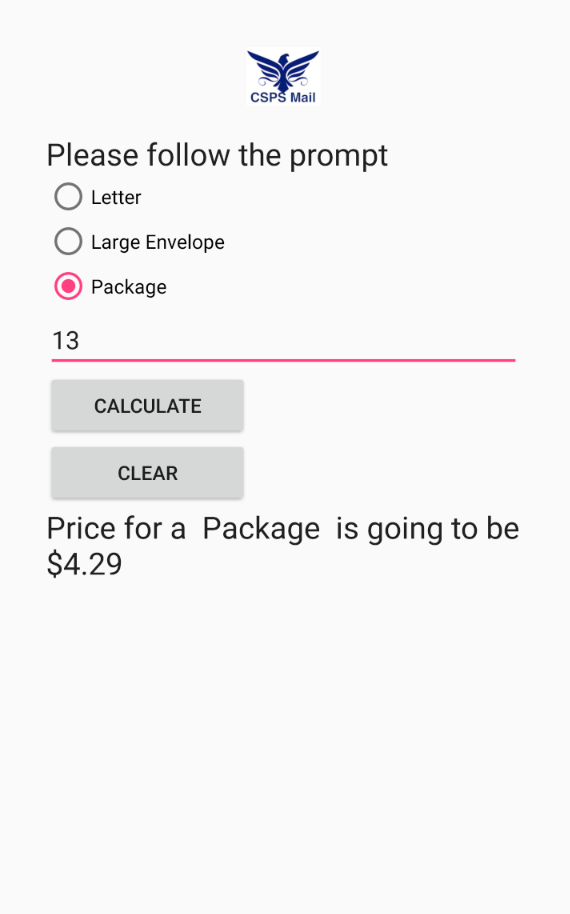 CSPS Mail
Please follow the prompt
Letter
Large Envelope
Package
13
CALCULATE
CLEAR
Price for a  Package  is going to be
$4.29